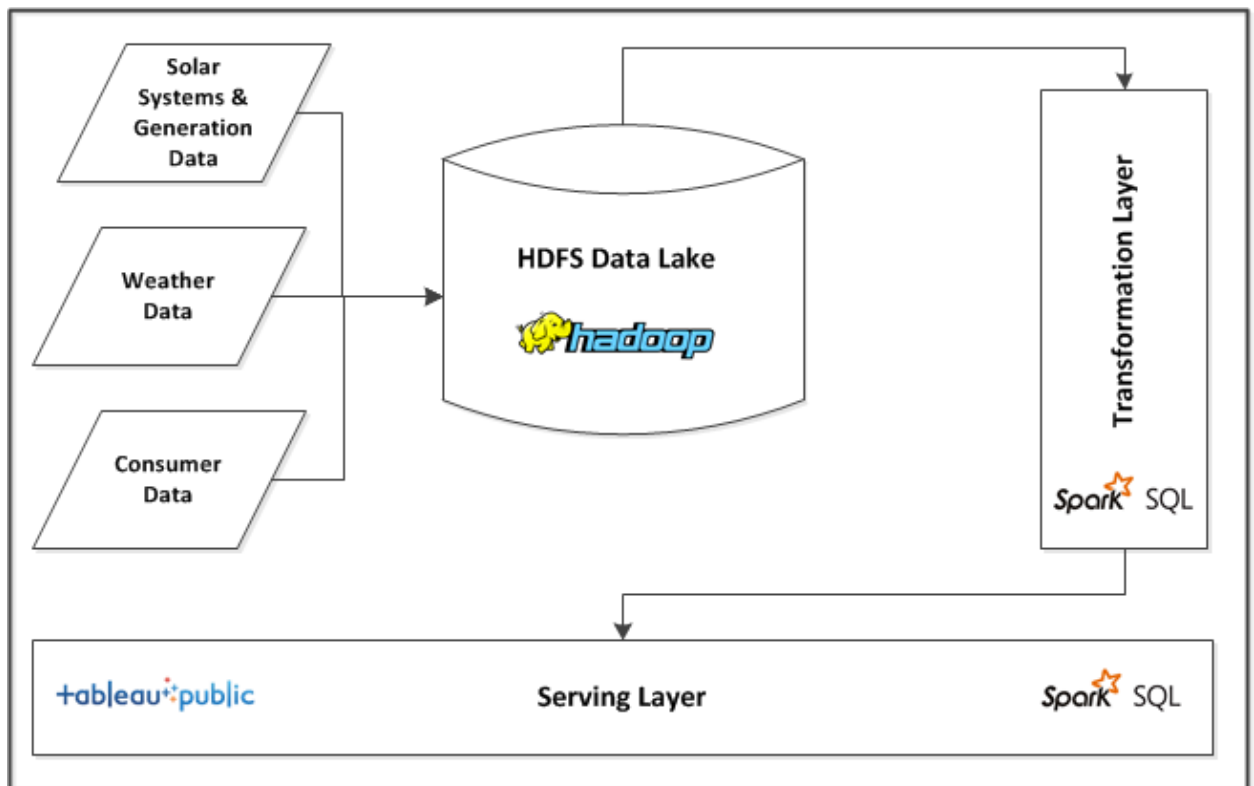 Solar
Systems &
Generation
Data
Weather
Data
Consumer
Data
HDFS Data Lake
hadoop
Transformation Layer
Spark SQL
+ableau public
Serving Layer
Spark SQL